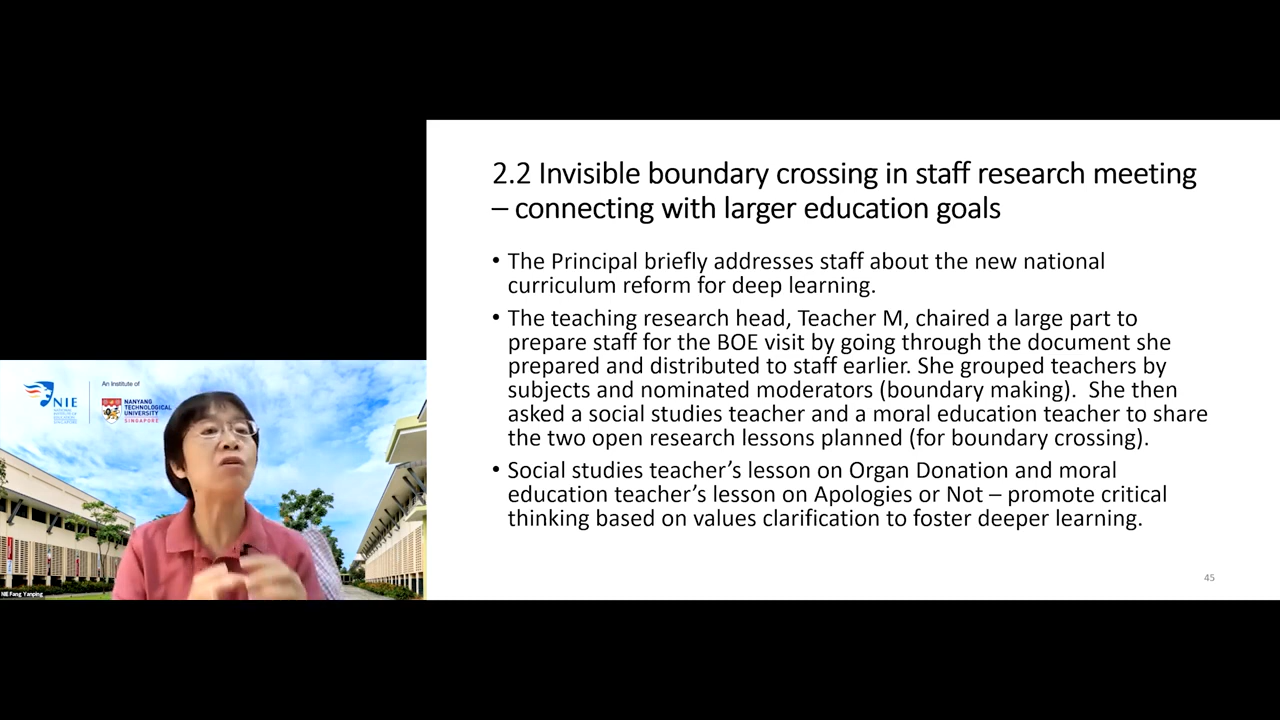 2.2 Invisible boundary crossing in staff research meeting
– connecting with larger education goals
• The Principal briefly addresses staff about the new national
curriculum reform for deep learning.
• The teaching research head, Teacher M, chaired a large part to
prepare staff for the BOE visit by going through the document she
prepared and distributed to staff earlier. She grouped teachers by
subjects and nominated moderators (boundary making). She then
asked a social studies teacher and a moral education teacher to share
the two open research lessons planned (for boundary crossing).
• Social studies teacher's lesson on Organ Donation and moral
education teacher's lesson on Apologies or Not – promote critical
thinking based on values clarification to foster deeper learning.
45
An Institute of
NIE
NATIONAL
INSTITUTE OF
EDUCATION
SINGAPORE
NANYANG
TECHNOLOGICAL
UNIVERSITY
SINGAPORE
NIE Fang Yanping